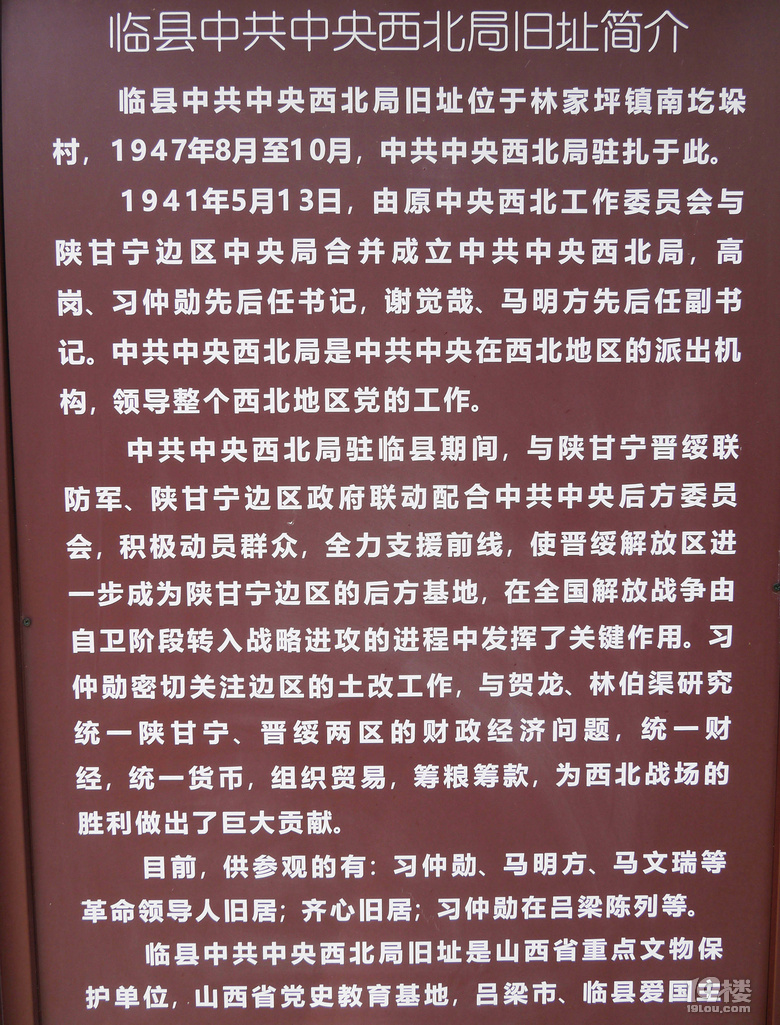 临县中共中央西北局旧址简介
临县中共中央西北局旧址位于林家坪镇南圪垛
村，1947年8月至10月，中共中央西北局驻扎于此。
1941年5月13日，由原中央西北工作委员会与
陕甘宁边区中央局合并成立中共中央西北局，高
岗、习仲勋先后任书记，谢觉哉、马明方先后任副书
记。中共中央西北局是中共中央在西北地区的派出机
构，领导整个西北地区党的工作。
中共中央西北局驻临县期间，与陕甘宁晋绥联
防军、陕甘宁边区政府联动配合中共中央后方委员
会，积极动员群众，全力支援前线，使晋绥解放区进
一步成为陕甘宁边区的后方基地，在全国解放战争由
自卫阶段转入战略进攻的进程中发挥了关键作用。习
仲勋密切关注边区的土改工作，与贺龙、林伯渠研究
统一陕甘宁、晋绥两区的财政经济问题，统一财
经，统一货币，组织贸易，筹粮筹款，为西北战场的
胜利做出了巨大贡献。
目前，供参观的有：习仲勋、马明方、马文瑞等
革命领导人旧居；齐心旧居；习仲勋在吕梁陈列等。
临县中共中央西北局旧址是山西省重点文物保
护单位，山西省党史教育基地，吕梁市、临县爱国主
19楼
19lou.com